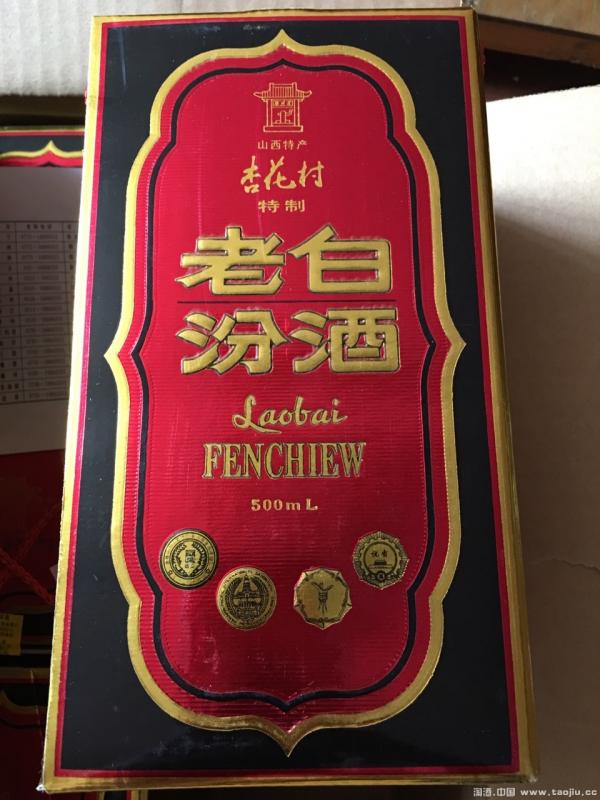 山西特产
杏花村
特制
老白
汾酒
Laobai
FENCHIEW
500mL
淘酒.中国 www.taojiu.cc